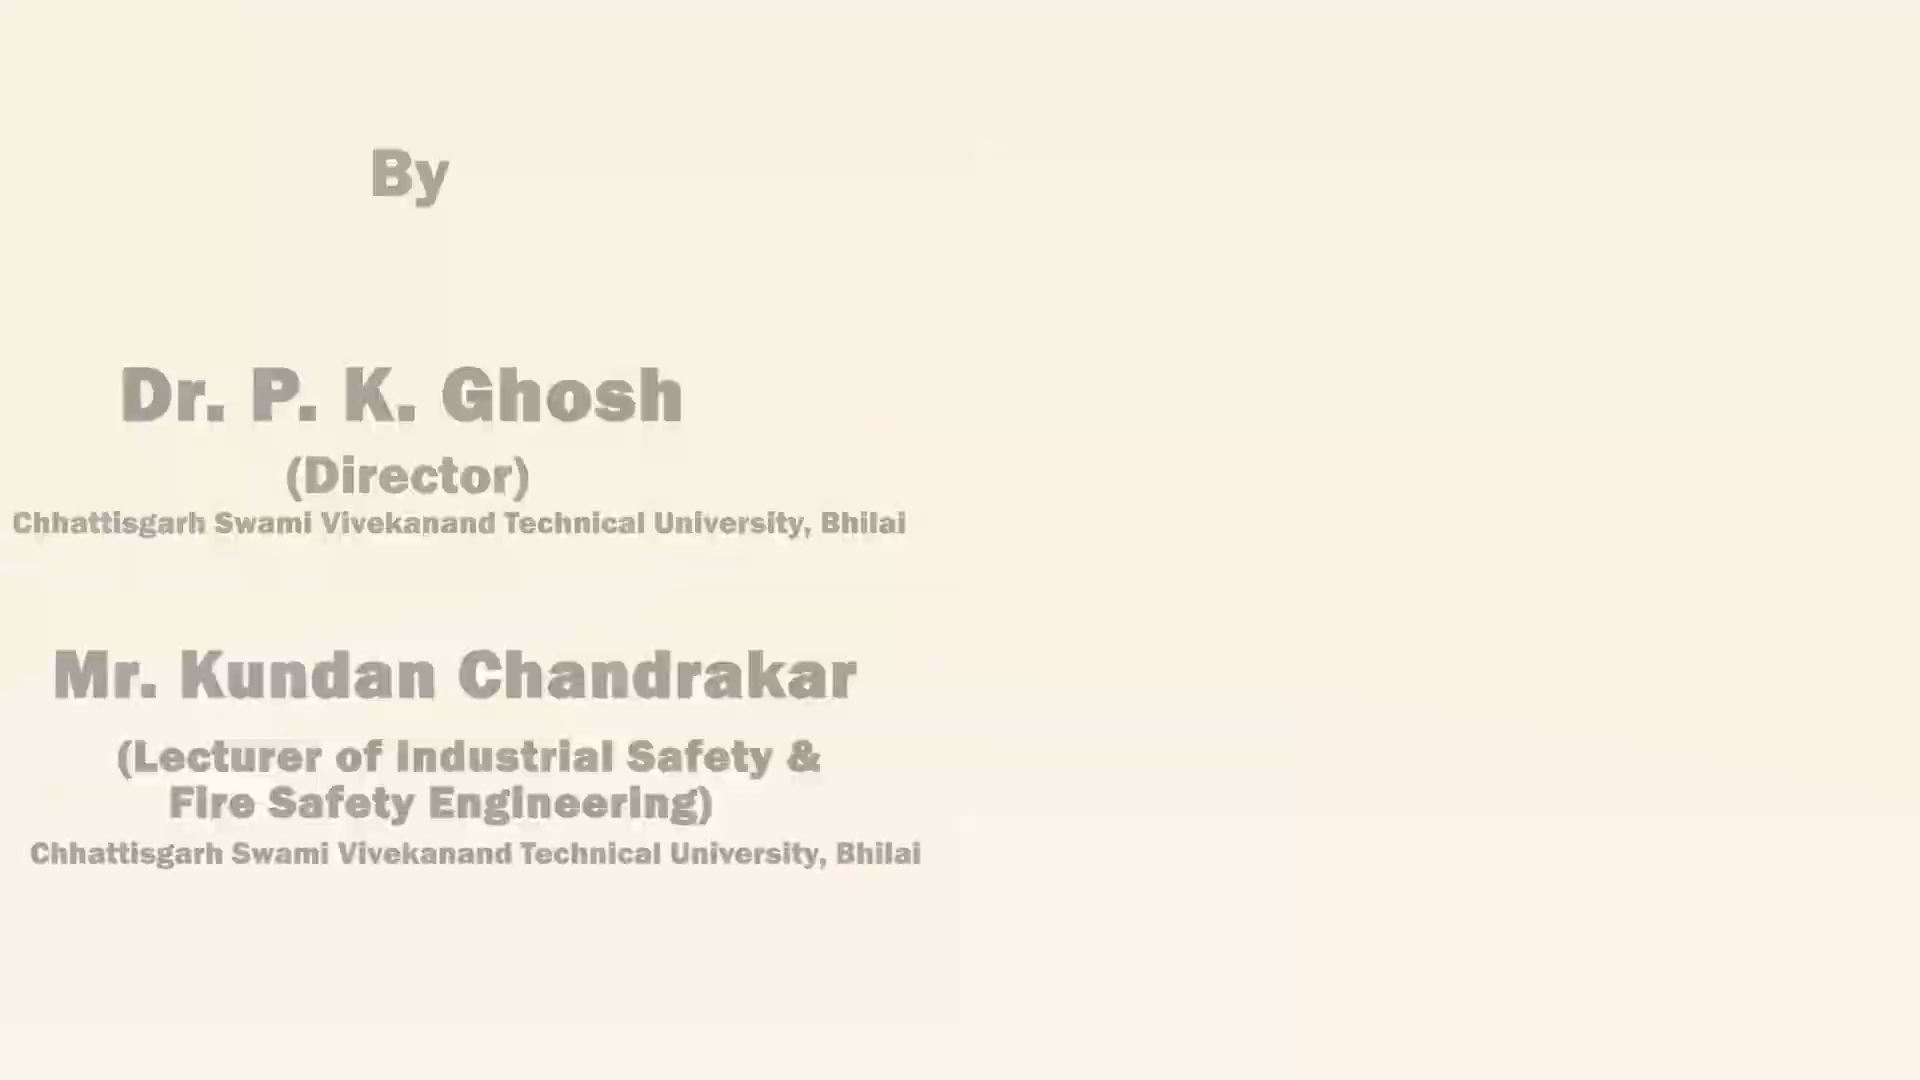 By
Dr. P. K. Ghosh
(Director)
Chhattisgarh Swami Vivekanand Technical University, Bhilai
Mr. Kundan Chandrakar
(Lecturer of Industrial Safety &
Fire Safety Engineering)
Chhattisgarh Swami Vivekanand Technical University, Bhilai